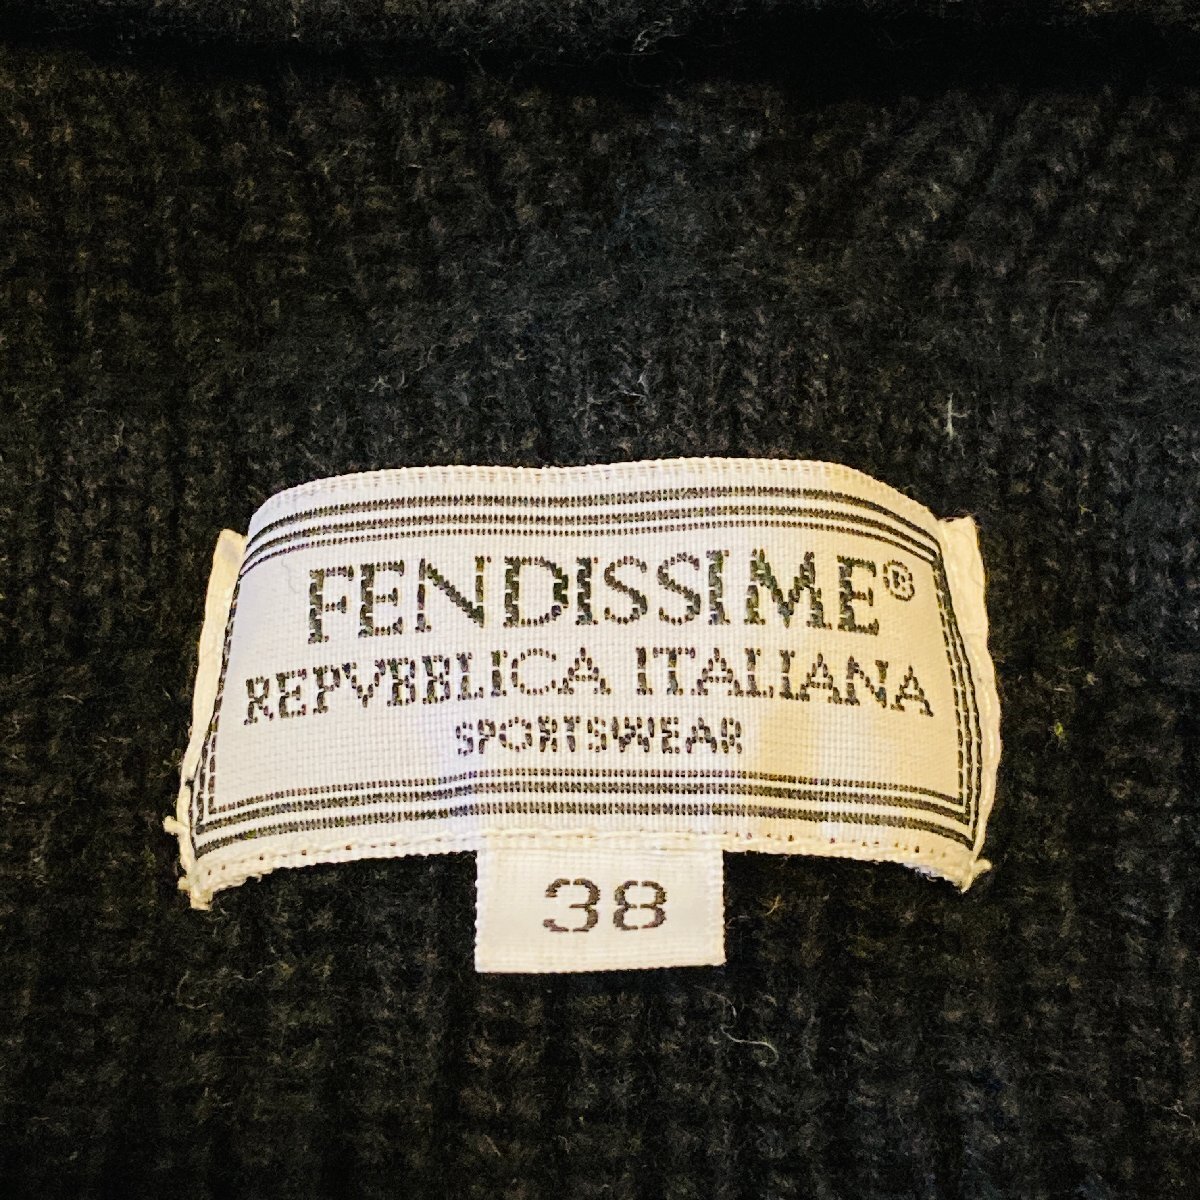 FENDISSIME®
REPVBBLICA ITALIANA
SPORTSWEAR
38